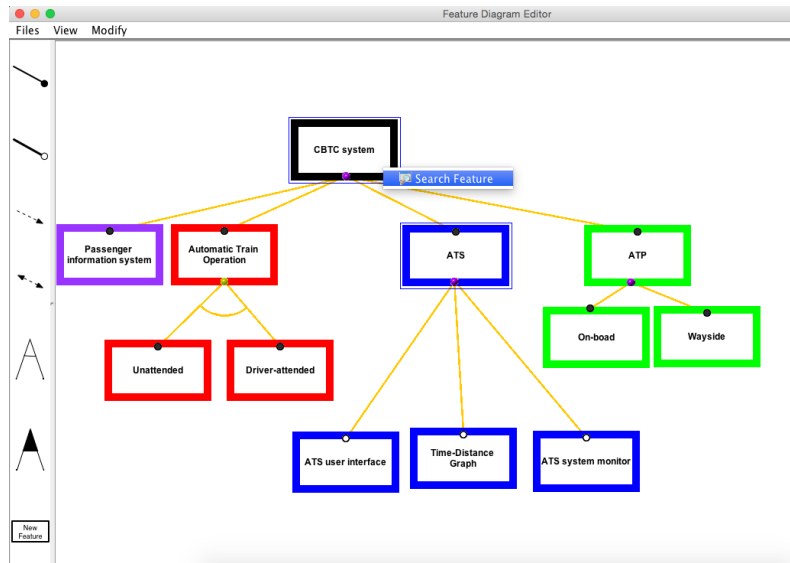 Feature Diagram Editor
Files View Modify
CBTC system
Search Feature
Passenger
information system
Automatic Train
Operation
ATS
ATP
On-boad
Wayside
Unattended
Driver-attended
ATS user interface
Time-Distance
Graph
ATS system monitor
New
Feature